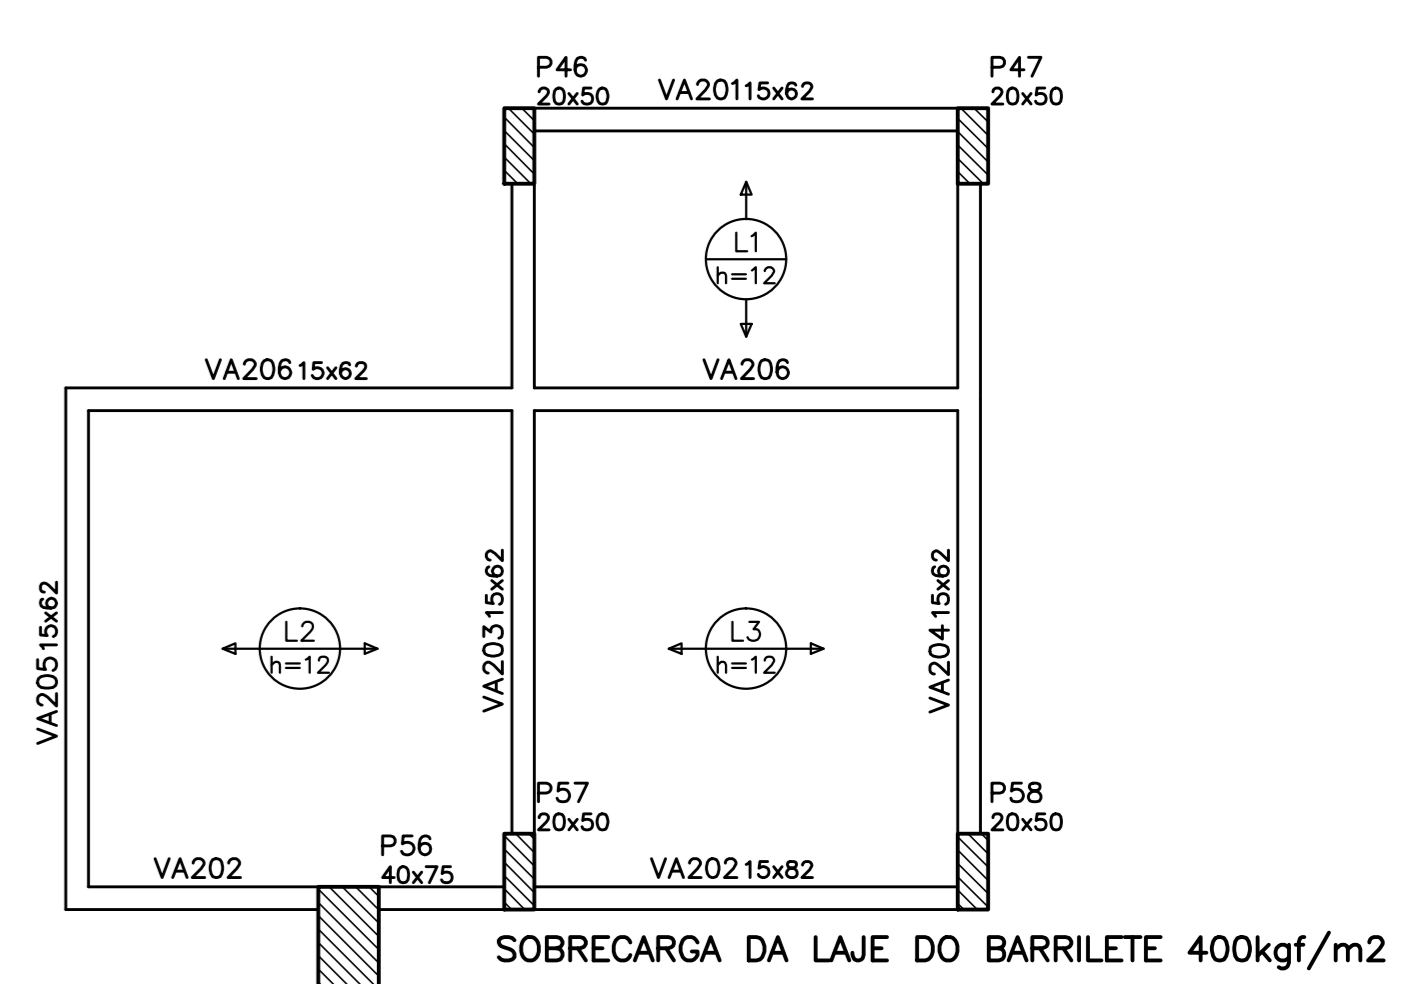 P46
20x50
VA201 15x62
P47
20x50
L1
h=12
VA206 15x62
VA206
VA205 15x62
L2
h=12
VA203 15x62
L3
h=12
VA204 15x62
P57
20x50
P58
20x50
VA202
P56
40x75
VA202 15x82
SOBRECARGA DA LAJE DO BARRILETE 400kgf/m2